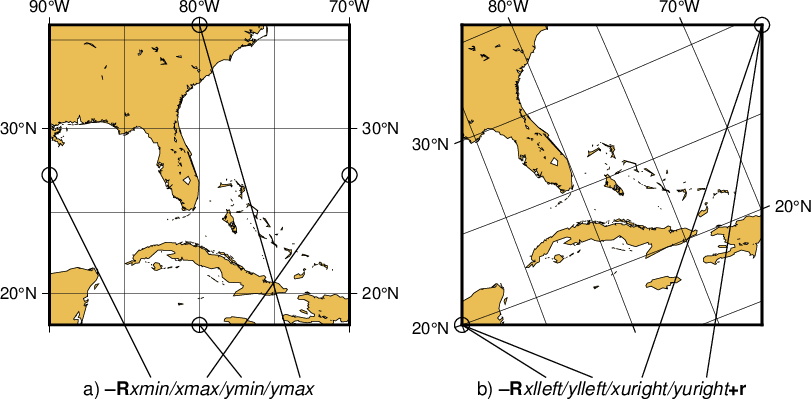 90°W 80°W 70°W
80°W 70°W
30°N 30°N
30°N
20°N
20°N 20°N
20°N
a) –Rxmin/xmax/ymin/ymax
b) –Rxlleft/ylleft/xuright/yuright+r